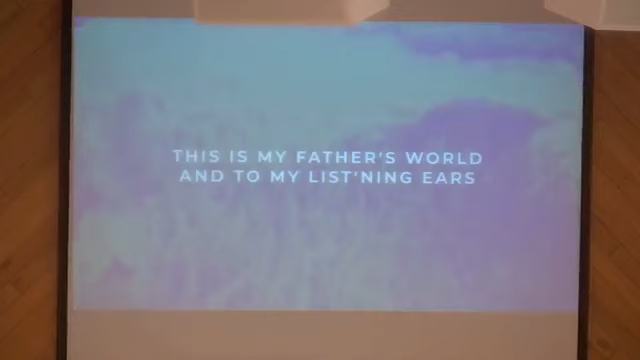 THIS IS MY FATHER'S WORLD
AND TO MY LIST'NING EARS